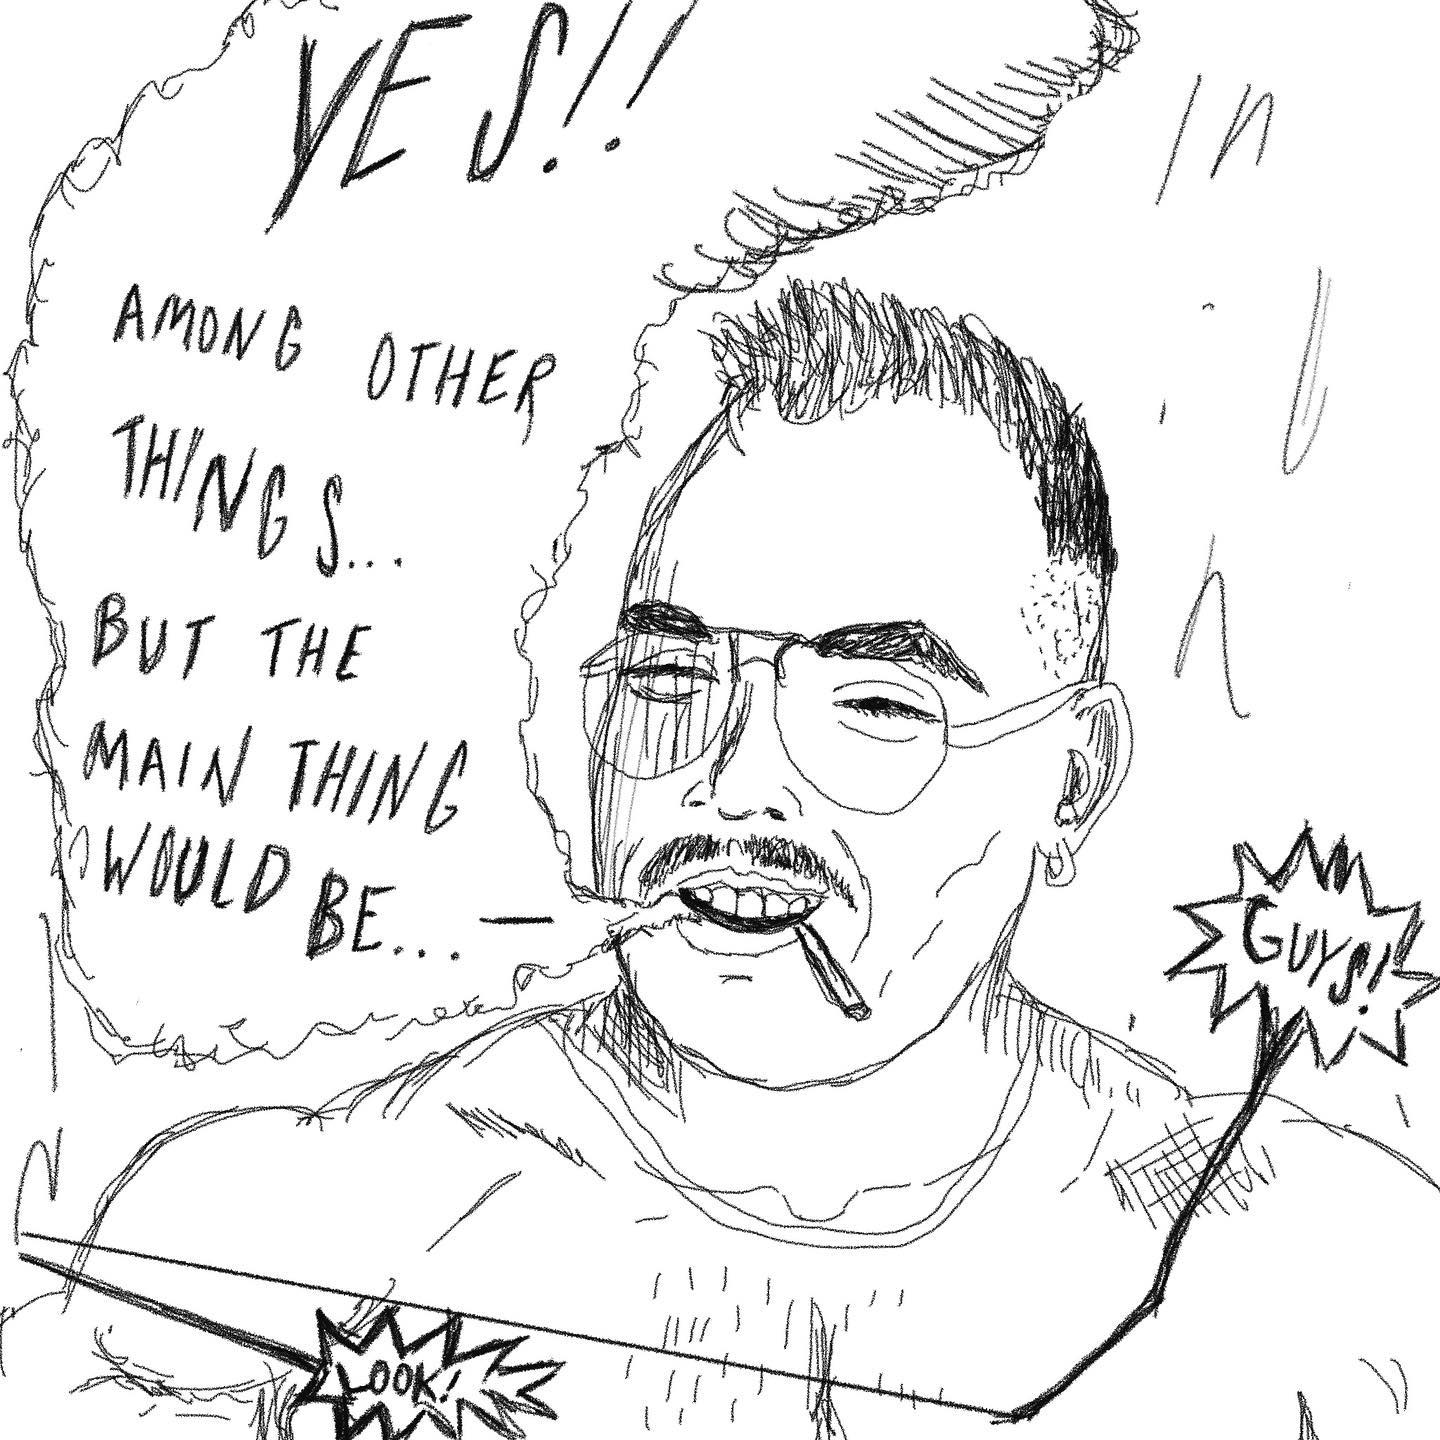 YES!!
AMONG OTHER
THINGS...
BUT THE
MAIN THING
WOULD BE... —
GUYS!
LOOK!